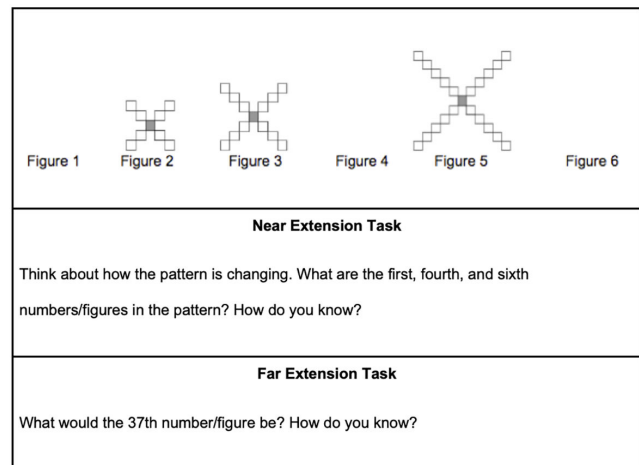 Figure 1 Figure 2 Figure 3 Figure 4 Figure 5 Figure 6
Near Extension Task
Think about how the pattern is changing. What are the first, fourth, and sixth
numbers/figures in the pattern? How do you know?
Far Extension Task
What would the 37th number/figure be? How do you know?